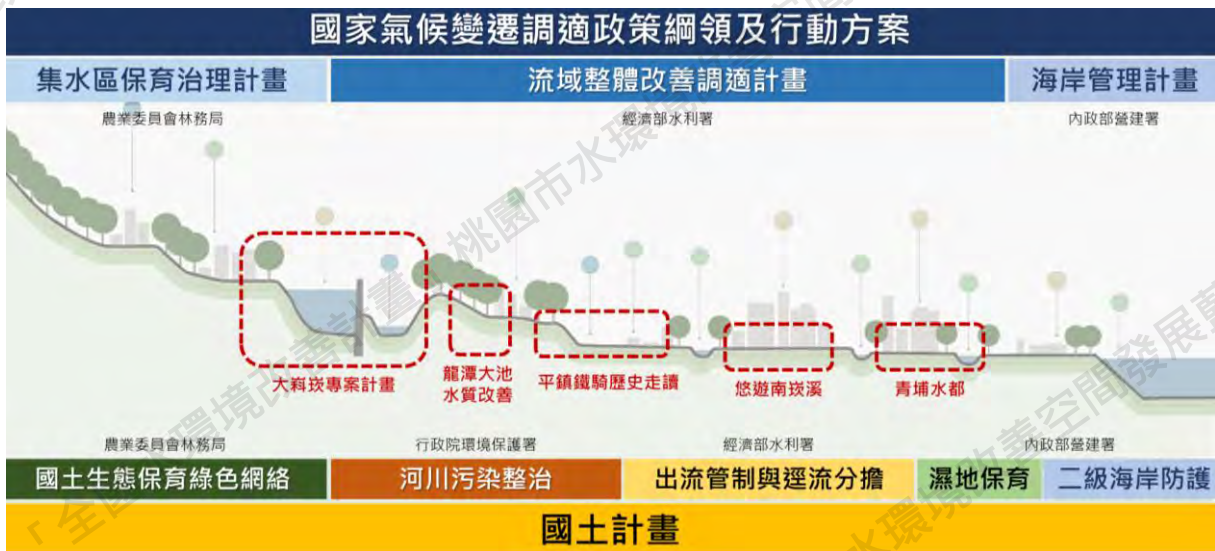 國家氣候變遷調適政策綱領及行動方案
集水區保育治理計畫 流域整體改善調適計畫 海岸管理計畫
農業委員會林務局 經濟部水利署 內政部營建署
大嵙崁專案計畫
龍潭大池
水質改善
平鎮鐵騎歷史走讀
悠遊南崁溪
青埔水都
農業委員會林務局 行政院環境保護署 經濟部水利署 內政部營建署
國土生態保育綠色網絡 河川污染整治 出流管制與逕流分擔 濕地保育 二級海岸防護
國土計畫